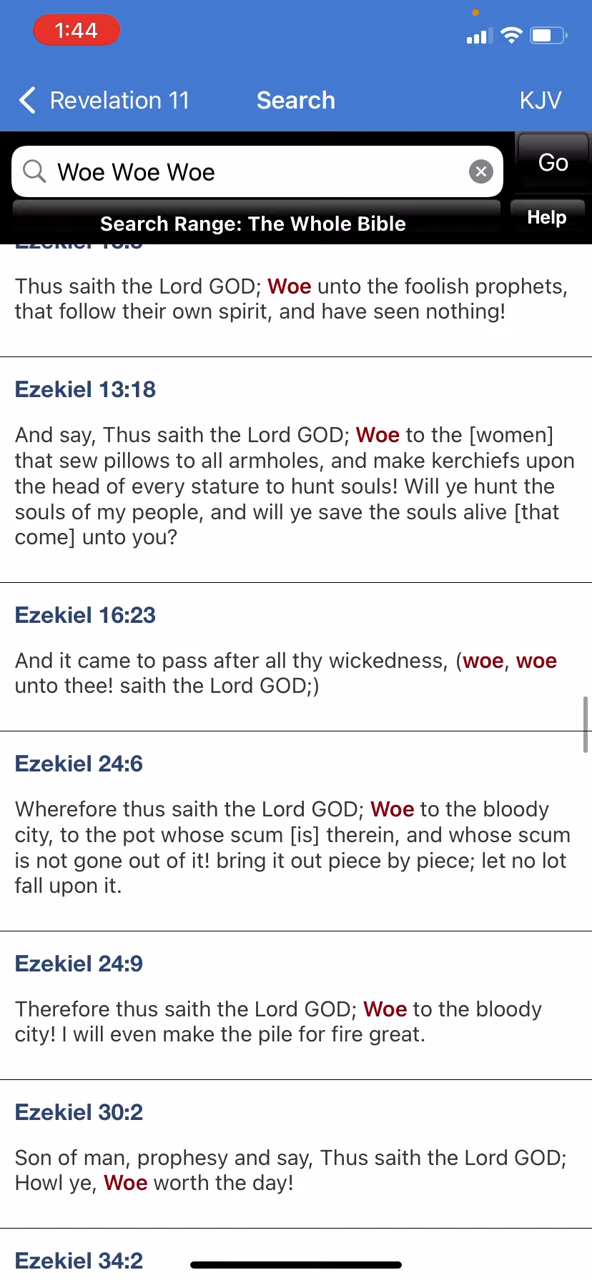 1:44
Revelation 11
Search
KJV
Woe Woe Woe
Go
Search Range: The Whole Bible
Help
Thus saith the Lord GOD; Woe unto the foolish prophets,
that follow their own spirit, and have seen nothing!
Ezekiel 13:18
And say, Thus saith the Lord GOD; Woe to the [women]
that sew pillows to all armholes, and make kerchiefs upon
the head of every stature to hunt souls! Will ye hunt the
souls of my people, and will ye save the souls alive [that
come] unto you?
Ezekiel 16:23
And it came to pass after all thy wickedness, (woe, woe
unto thee! saith the Lord GOD;)
Ezekiel 24:6
Wherefore thus saith the Lord GOD; Woe to the bloody
city, to the pot whose scum [is] therein, and whose scum
is not gone out of it! bring it out piece by piece; let no lot
fall upon it.
Ezekiel 24:9
Therefore thus saith the Lord GOD; Woe to the bloody
city! I will even make the pile for fire great.
Ezekiel 30:2
Son of man, prophesy and say, Thus saith the Lord GOD;
Howl ye, Woe worth the day!
Ezekiel 34:2